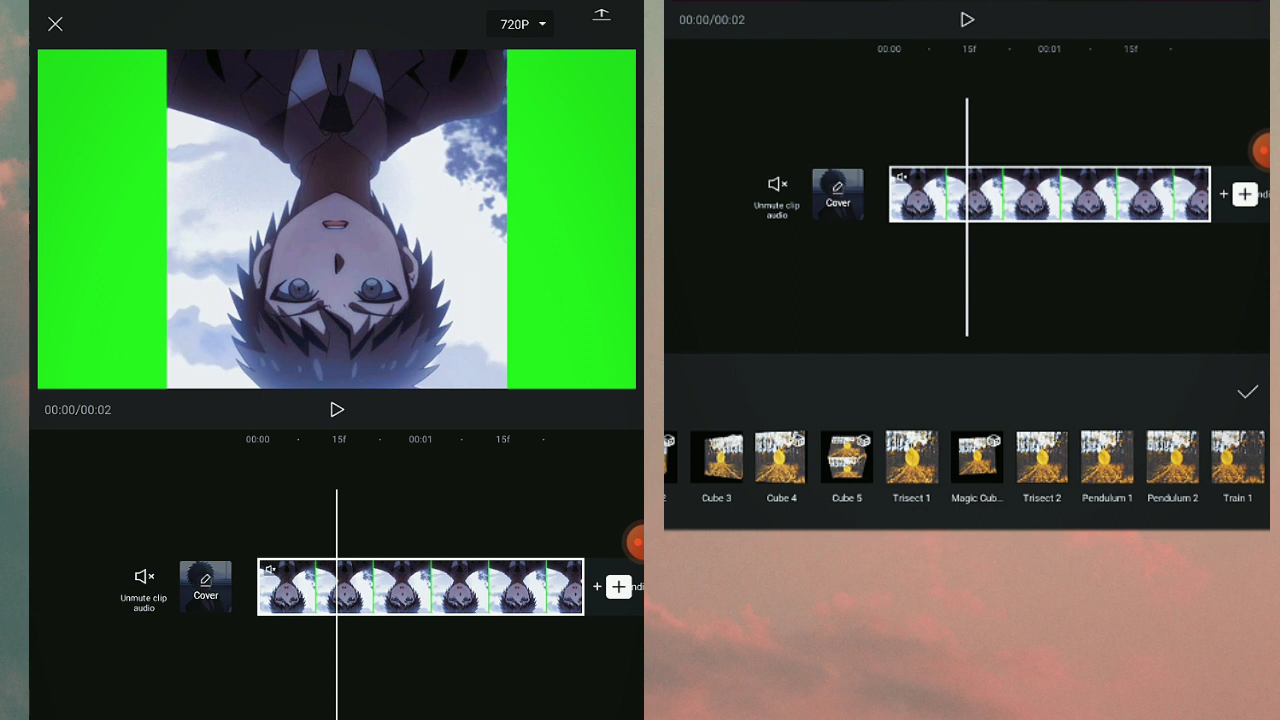 720P
00:00/00:02
00:00
15f
00:01
15f
Unmute clip
audio
Cover
00:00/00:02
00:00
15f
00:01
15f
Unmute clip
audio
Cover
2
Cube 3
Cube 4
Cube 5
Trisect 1
Magic Cub...
Trisect 2
Pendulum 1
Pendulum 2
Train 1